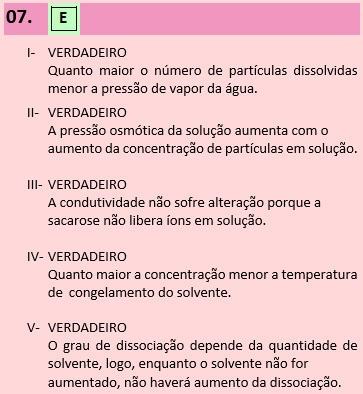 07. E
I- VERDADEIRO
Quanto maior o número de partículas dissolvidas
menor a pressão de vapor da água.
II- VERDADEIRO
A pressão osmótica da solução aumenta com o
aumento da concentração de partículas em solução.
III- VERDADEIRO
A condutividade não sofre alteração porque a
sacarose não libera íons em solução.
IV- VERDADEIRO
Quanto maior a concentração menor a temperatura
de congelamento do solvente.
V- VERDADEIRO
O grau de dissociação depende da quantidade de
solvente, logo, enquanto o solvente não for
aumentado, não haverá aumento da dissociação.